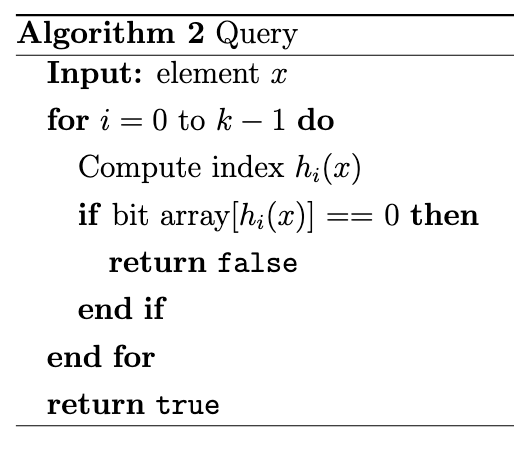 Algorithm 2 Query
Input: element x
for i = 0 to k − 1 do
Compute index hᵢ(x)
if bit array[hᵢ(x)] == 0 then
return false
end if
end for
return true